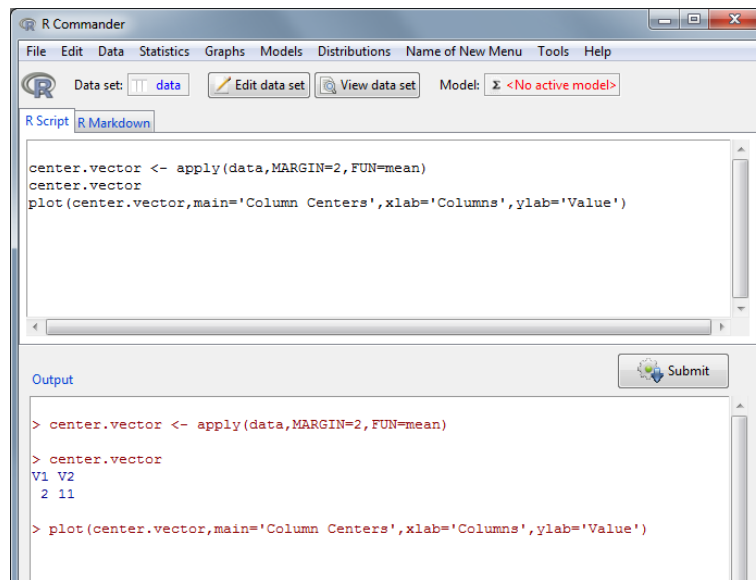 R Commander
File Edit Data Statistics Graphs Models Distributions Name of New Menu Tools Help
R Data set: data Edit data set View data set Model: Σ <No active model>
R Script R Markdown
center.vector <- apply(data,MARGIN=2,FUN=mean)
center.vector
plot(center.vector,main='Column Centers',xlab='Columns',ylab='Value')
Output Submit
> center.vector <- apply(data,MARGIN=2,FUN=mean)
> center.vector
V1 V2
2 11
> plot(center.vector,main='Column Centers',xlab='Columns',ylab='Value')